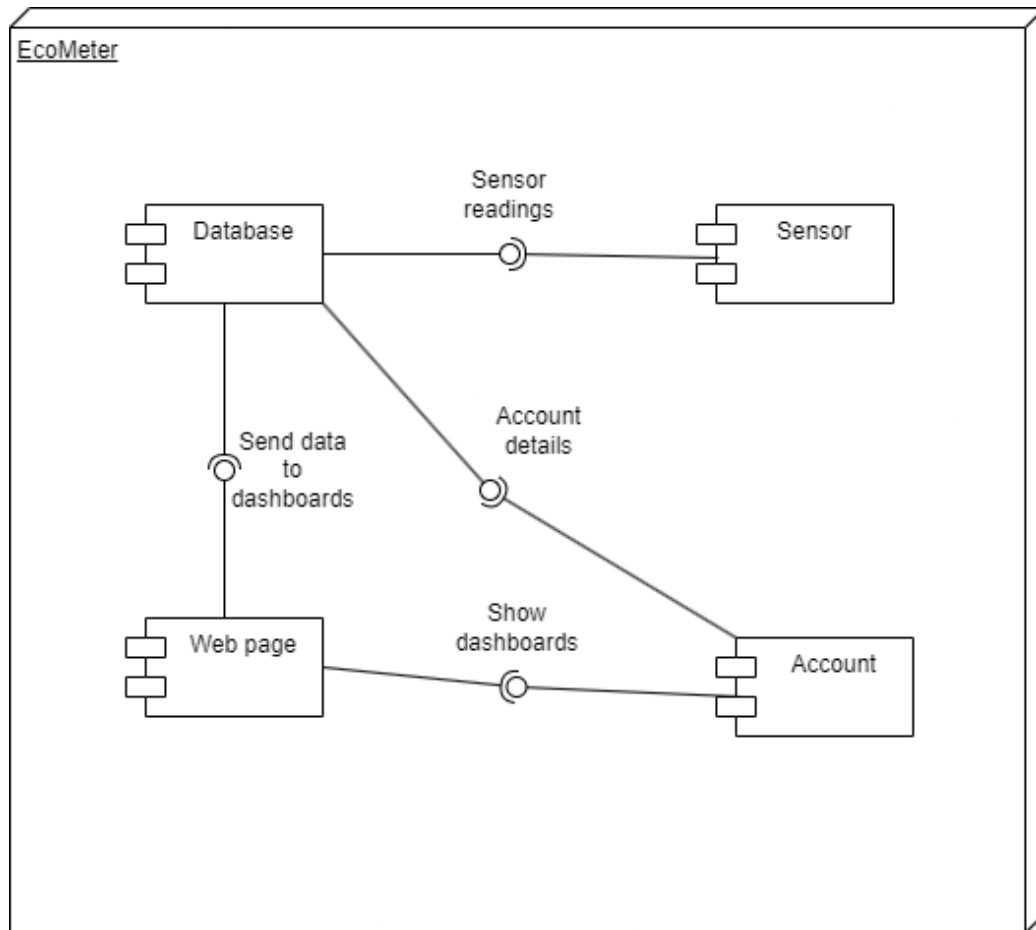 EcoMeter
Sensor
readings
Database
Sensor
Account
details
Send data
to
dashboards
Show
dashboards
Web page
Account